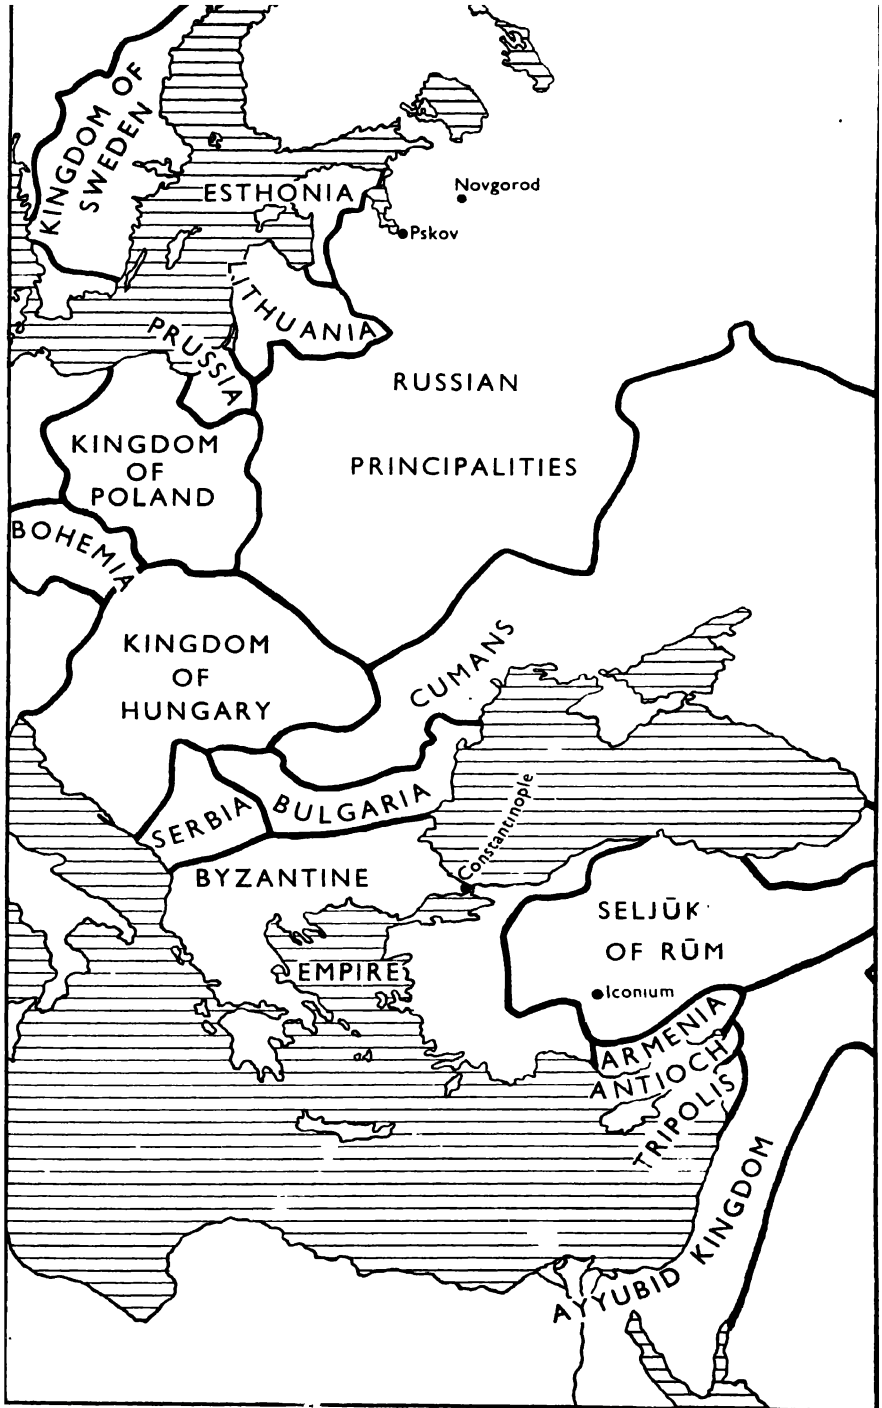 KINGDOM OF
SWEDEN
ESTHONIA
Novgorod
Pskov
LITHUANIA
PRUSSIA
RUSSIAN
PRINCIPALITIES
KINGDOM
OF
POLAND
BOHEMIA
KINGDOM
OF
HUNGARY
CUMANS
SERBIA
BULGARIA
Constantinople
BYZANTINE
EMPIRE
SELJŪK
OF RŪM
Iconium
ARMENIA
ANTIOCH
TRIPOLIS
AYYUBID KINGDOM